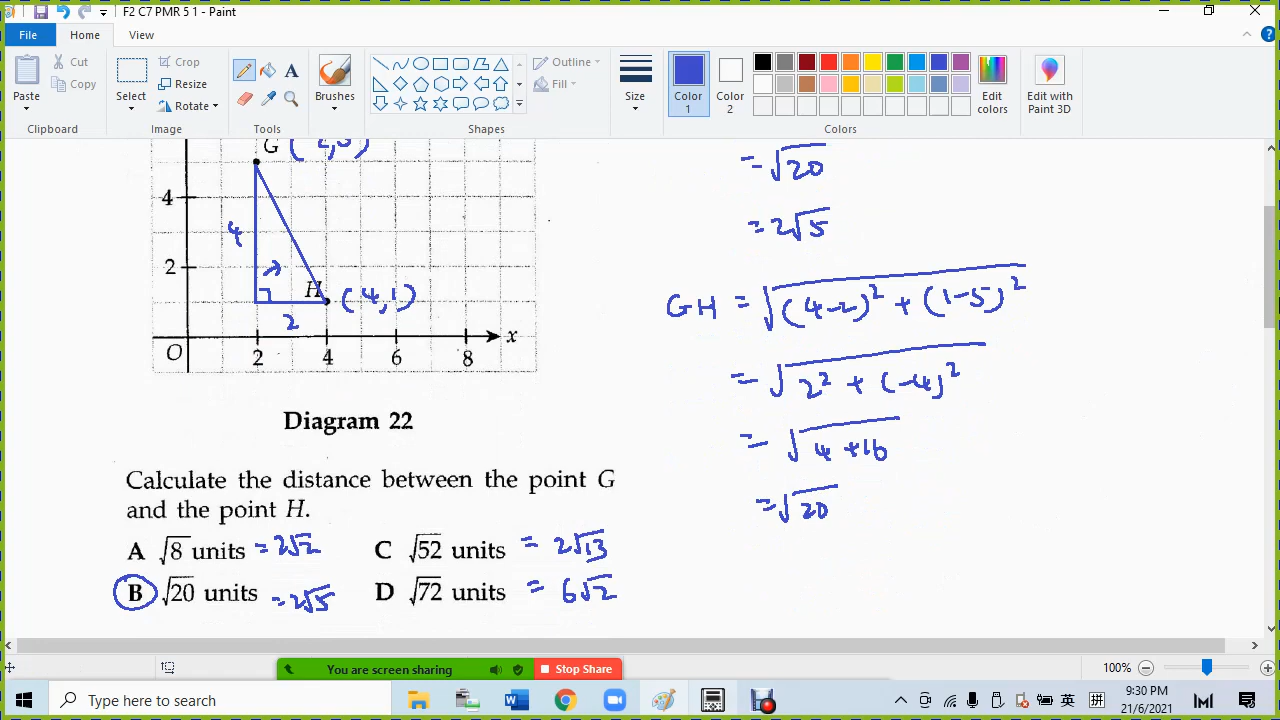 F2 C7 PMR 5 1 - Paint
File Home View
Paste Cut Copy Clipboard
Select Crop Resize Rotate Image
A Tools
Brushes
Outline Fill Shapes
Size
Color 1
Color 2
Edit colors
Colors
Edit with Paint 3D
G
4
4
2
H (4,1)
2
O 2 4 6 8 x
Diagram 22
Calculate the distance between the point G
and the point H.
A √8 units = 2√2 C √52 units = 2√13
B √20 units = 2√5 D √72 units = 6√2
= √20
= 2√5
GH = √(4-2)² + (1-5)²
= √2² + (-4)²
= √4 + 16
= √20
You are screen sharing Stop Share
100%
Type here to search
英 拼 9:30 PM
21/6/2021